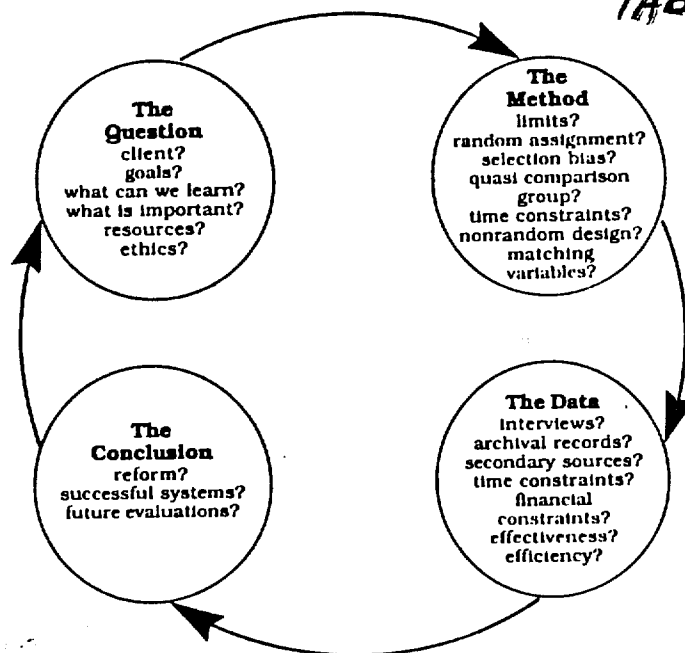 The
Question
client?
goals?
what can we learn?
what is important?
resources?
ethics?
The
Method
limits?
random assignment?
selection bias?
quasi comparison
group?
time constraints?
nonrandom design?
matching
variables?
The Data
interviews?
archival records?
secondary sources?
time constraints?
financial
constraints?
effectiveness?
efficiency?
The
Conclusion
reform?
successful systems?
future evaluations?